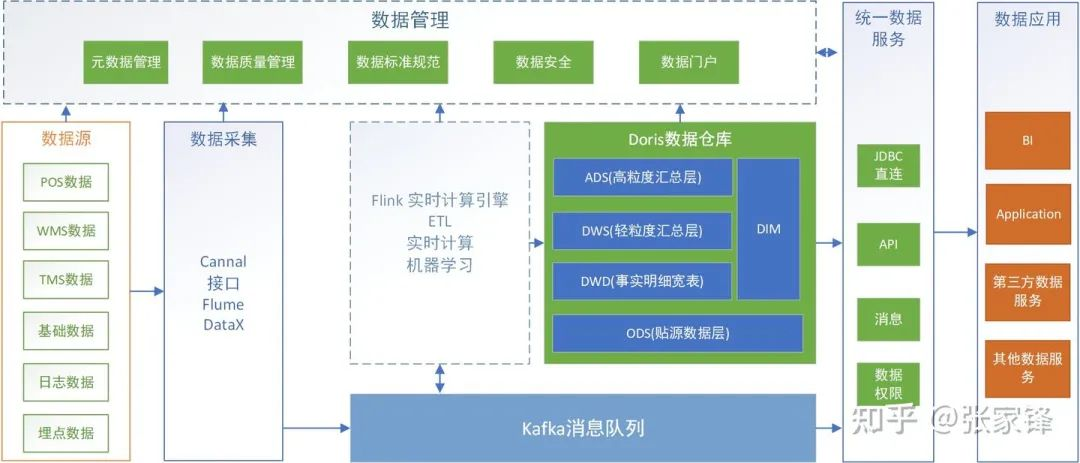 数据管理
元数据管理
数据质量管理
数据标准规范
数据安全
数据门户
数据源
POS数据
WMS数据
TMS数据
基础数据
日志数据
埋点数据
数据采集
Cannal
接口
Flume
DataX
Flink 实时计算引擎
ETL
实时计算
机器学习
Doris数据仓库
ADS(高粒度汇总层)
DWS(轻粒度汇总层)
DWD(事实明细宽表)
DIM
ODS(贴源数据层)
Kafka消息队列
统一数据
服务
JDBC
直连
API
消息
数据
权限
数据应用
BI
Application
第三方数据
服务
其他数据服
务
知乎 @张家锋